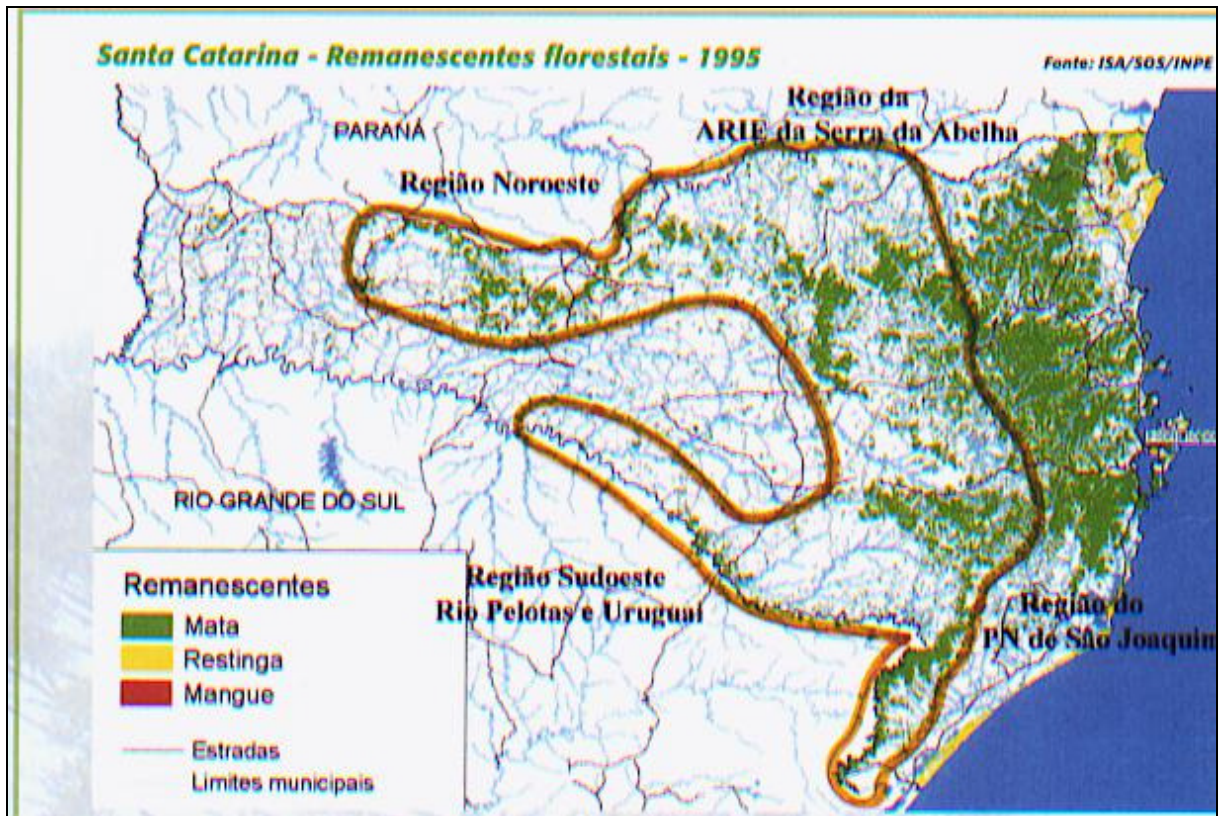 Santa Catarina - Remanescentes florestais - 1995
Fonte: ISA/SOS/INPE
Região da
ARIE da Serra da Abelha
PARANÁ
Região Noroeste
RIO GRANDE DO SUL
Remanescentes
Mata
Restinga
Mangue
Estradas
Limites municipais
Região Sudoeste
Rio Pelotas e Uruguai
Região do
PN de São Joaquim